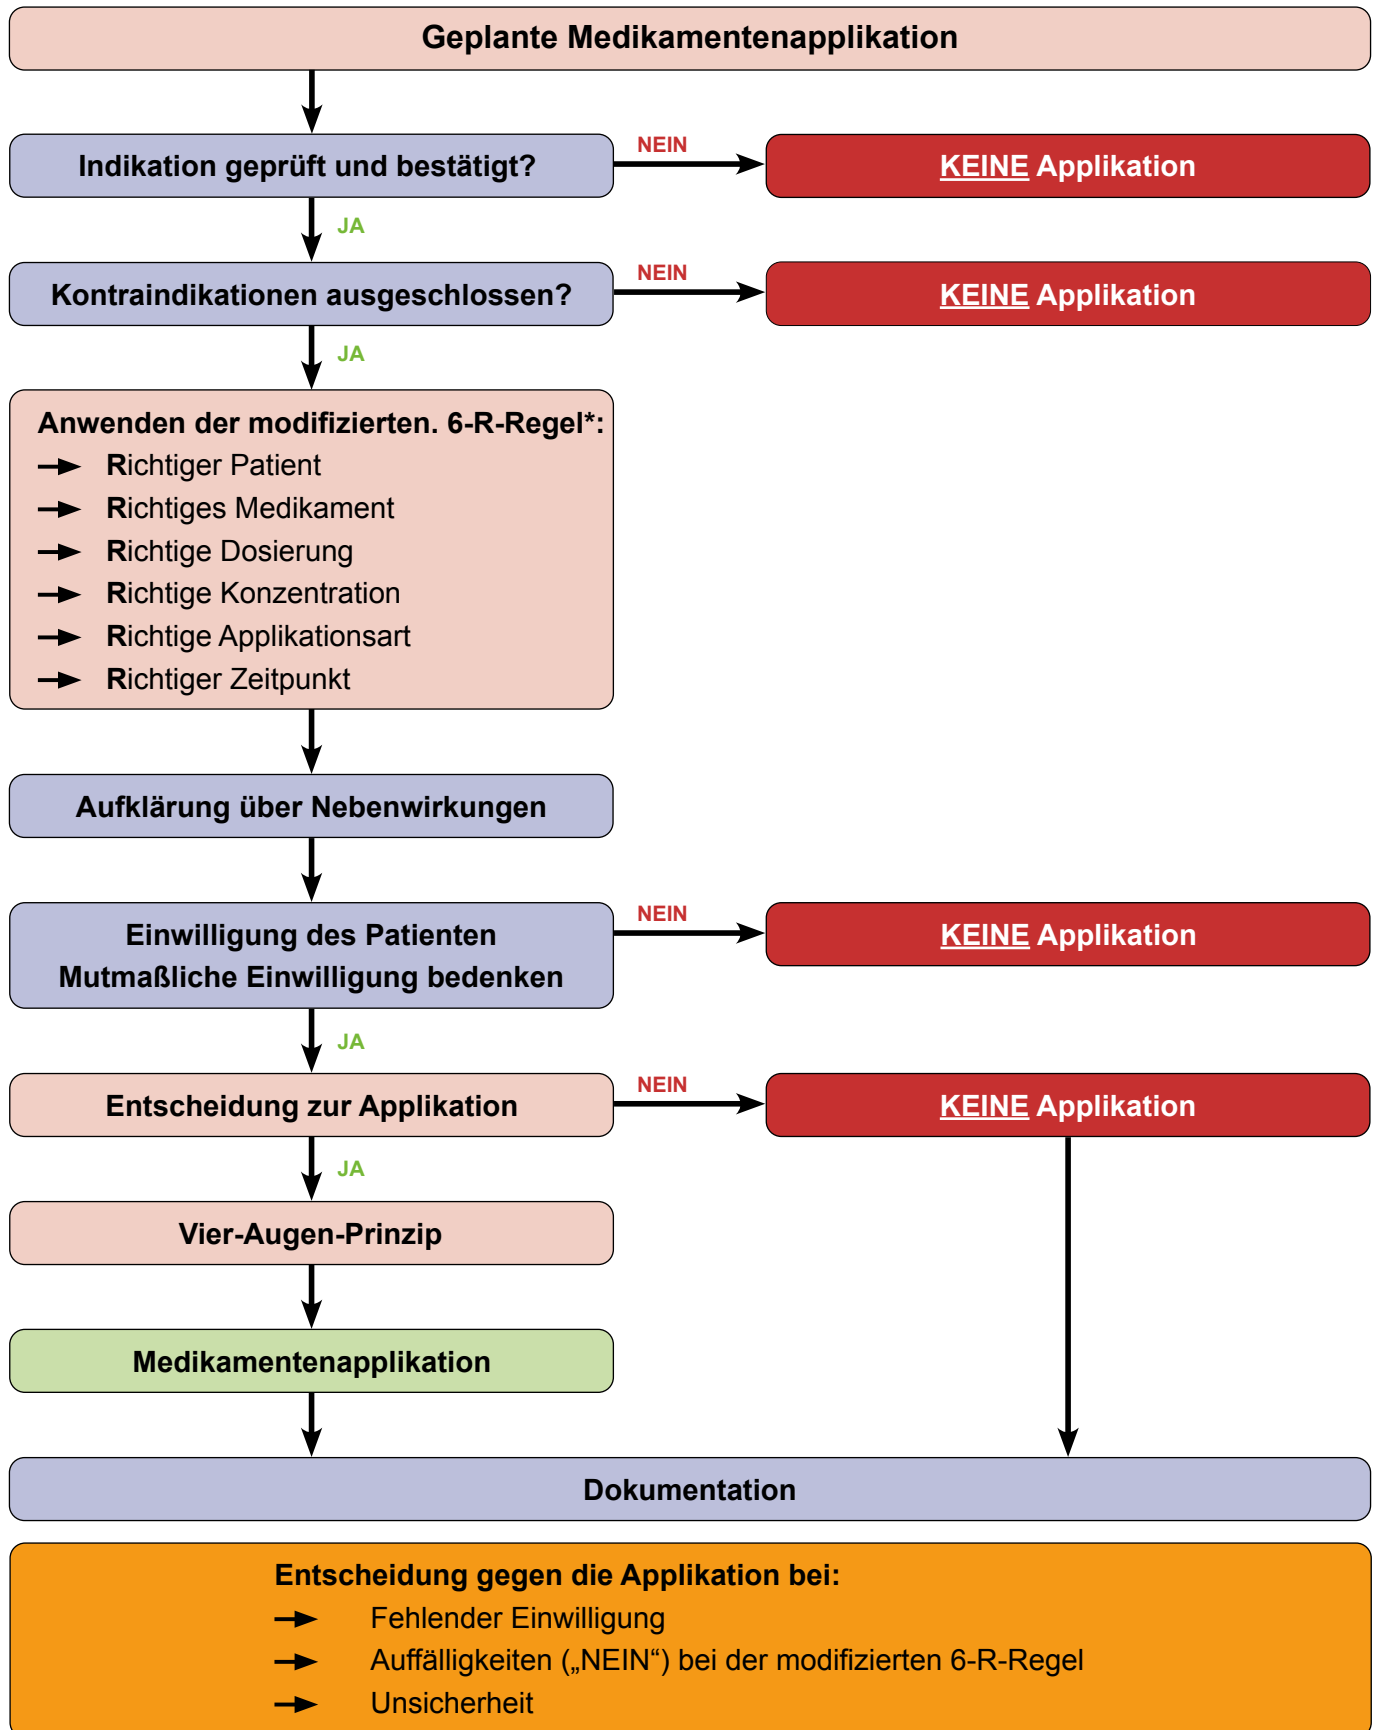 Geplante Medikamentenapplikation
Indikation geprüft und bestätigt?
NEIN
KEINE Applikation
JA
Kontraindikationen ausgeschlossen?
NEIN
KEINE Applikation
JA
Anwenden der modifizierten. 6-R-Regel*:
Richtiger Patient
Richtiges Medikament
Richtige Dosierung
Richtige Konzentration
Richtige Applikationsart
Richtiger Zeitpunkt
Aufklärung über Nebenwirkungen
Einwilligung des Patienten
Mutmaßliche Einwilligung bedenken
NEIN
KEINE Applikation
JA
Entscheidung zur Applikation
NEIN
KEINE Applikation
JA
Vier-Augen-Prinzip
Medikamentenapplikation
Dokumentation
Entscheidung gegen die Applikation bei:
Fehlender Einwilligung
Auffälligkeiten („NEIN“) bei der modifizierten 6-R-Regel
Unsicherheit